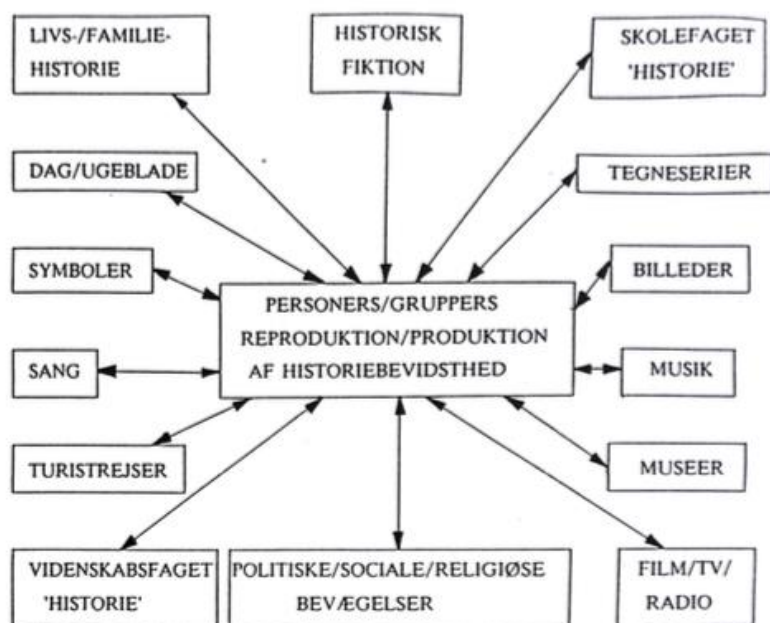 LIVS-/FAMILIE-
HISTORIE
HISTORISK
FIKTION
SKOLEFAGET
'HISTORIE'
DAG/UGEBLADE
TEGNESERIER
SYMBOLER
BILLEDER
PERSONERS/GRUPPERS
REPRODUKTION/PRODUKTION
AF HISTORIEBEVIDSTHED
SANG
MUSIK
TURISTREJSER
MUSEER
VIDENSKABSFAGET
'HISTORIE'
POLITISKE/SOCIALE/RELIGIØSE
BEVÆGELSER
FILM/TV/
RADIO